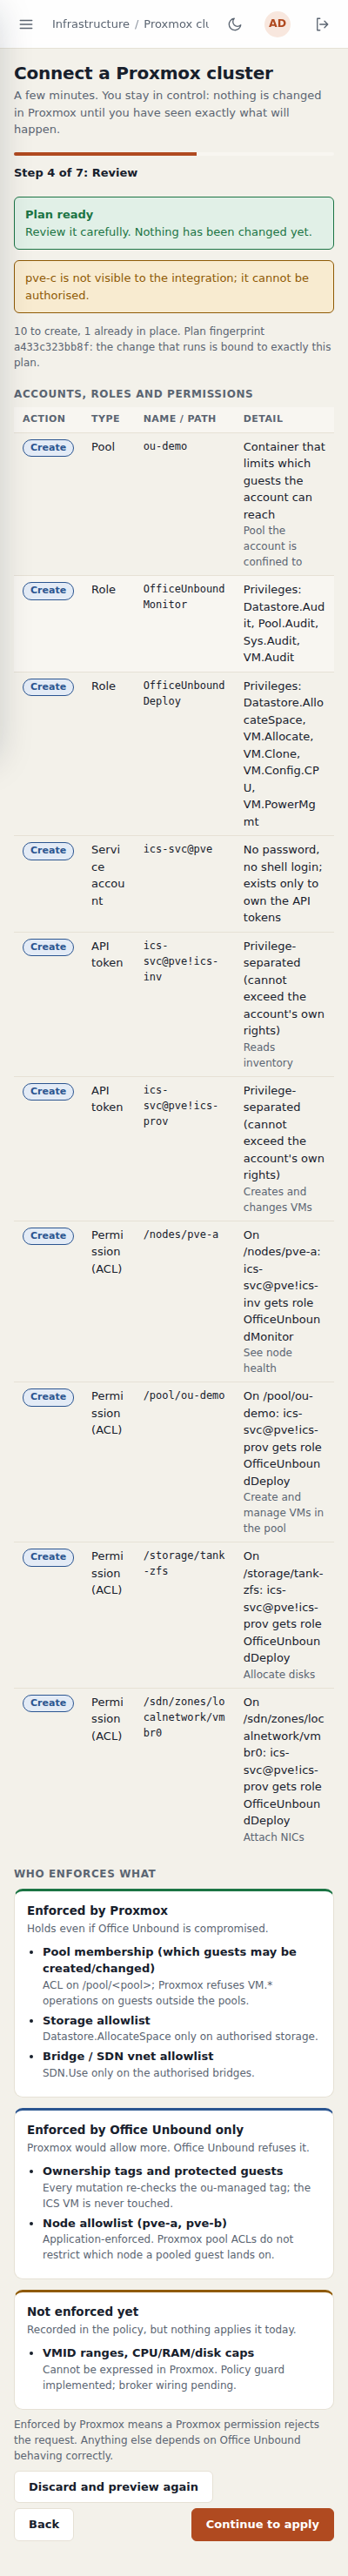 Infrastructure / Proxmox clu
AD
Connect a Proxmox cluster
A few minutes. You stay in control: nothing is changed
in Proxmox until you have seen exactly what will
happen.
Step 4 of 7: Review
Plan ready
Review it carefully. Nothing has been changed yet.
pve-c is not visible to the integration; it cannot be
authorised.
10 to create, 1 already in place. Plan fingerprint
a433c323bb8f: the change that runs is bound to exactly this
plan.
ACCOUNTS, ROLES AND PERMISSIONS
ACTION TYPE NAME / PATH DETAIL
Create Pool ou-demo Container that
limits which
guests the
account can
reach
Pool the
account is
confined to
Create Role OfficeUnbound Privileges:
Monitor Datastore.Aud
it, Pool.Audit,
Sys.Audit,
VM.Audit
Create Role OfficeUnbound Privileges:
Deploy Datastore.Allo
cateSpace,
VM.Allocate,
VM.Clone,
VM.Config.CP
U,
VM.PowerMg
mt
Create Servi ics-svc@pve No password,
ce no shell login;
accou exists only to
nt own the API
tokens
Create API ics- Privilege-
token svc@pve!ics- separated
inv (cannot
exceed the
account's own
rights)
Reads
inventory
Create API ics- Privilege-
token svc@pve!ics- separated
prov (cannot
exceed the
account's own
rights)
Creates and
changes VMs
Create Permi /nodes/pve-a On
ssion /nodes/pve-a:
(ACL) ics-
svc@pve!ics-
inv gets role
OfficeUnboun
dMonitor
See node
health
Create Permi /pool/ou-demo On /pool/ou-
ssion demo: ics-
(ACL) svc@pve!ics-
prov gets role
OfficeUnboun
dDeploy
Create and
manage VMs in
the pool
Create Permi /storage/tank On
ssion -zfs /storage/tank-
(ACL) zfs: ics-
svc@pve!ics-
prov gets role
OfficeUnboun
dDeploy
Allocate disks
Create Permi /sdn/zones/lo On
ssion calnetwork/vm /sdn/zones/loc
(ACL) br0 alnetwork/vm
br0: ics-
svc@pve!ics-
prov gets role
OfficeUnboun
dDeploy
Attach NICs
WHO ENFORCES WHAT
Enforced by Proxmox
Holds even if Office Unbound is compromised.
• Pool membership (which guests may be
created/changed)
ACL on /pool/<pool>; Proxmox refuses VM.*
operations on guests outside the pools.
• Storage allowlist
Datastore.AllocateSpace only on authorised storage.
• Bridge / SDN vnet allowlist
SDN.Use only on the authorised bridges.
Enforced by Office Unbound only
Proxmox would allow more. Office Unbound refuses it.
• Ownership tags and protected guests
Every mutation re-checks the ou-managed tag; the
ICS VM is never touched.
• Node allowlist (pve-a, pve-b)
Application-enforced. Proxmox pool ACLs do not
restrict which node a pooled guest lands on.
Not enforced yet
Recorded in the policy, but nothing applies it today.
• VMID ranges, CPU/RAM/disk caps
Cannot be expressed in Proxmox. Policy guard
implemented; broker wiring pending.
Enforced by Proxmox means a Proxmox permission rejects
the request. Anything else depends on Office Unbound
behaving correctly.
Discard and preview again
Back Continue to apply